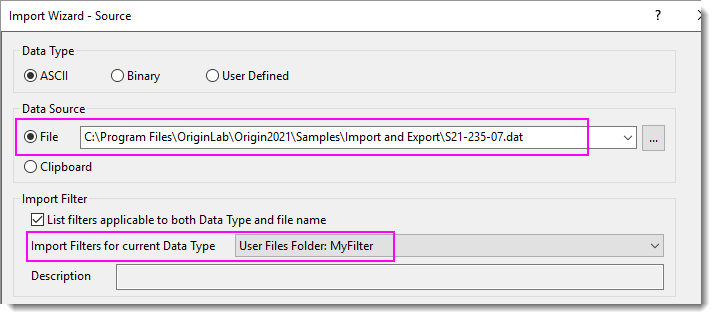 Import Wizard - Source
Data Type
ASCII Binary User Defined
Data Source
File C:\Program Files\OriginLab\Origin2021\Samples\Import and Export\S21-235-07.dat ...
Clipboard
Import Filter
List filters applicable to both Data Type and file name
Import Filters for current Data Type User Files Folder: MyFilter
Description